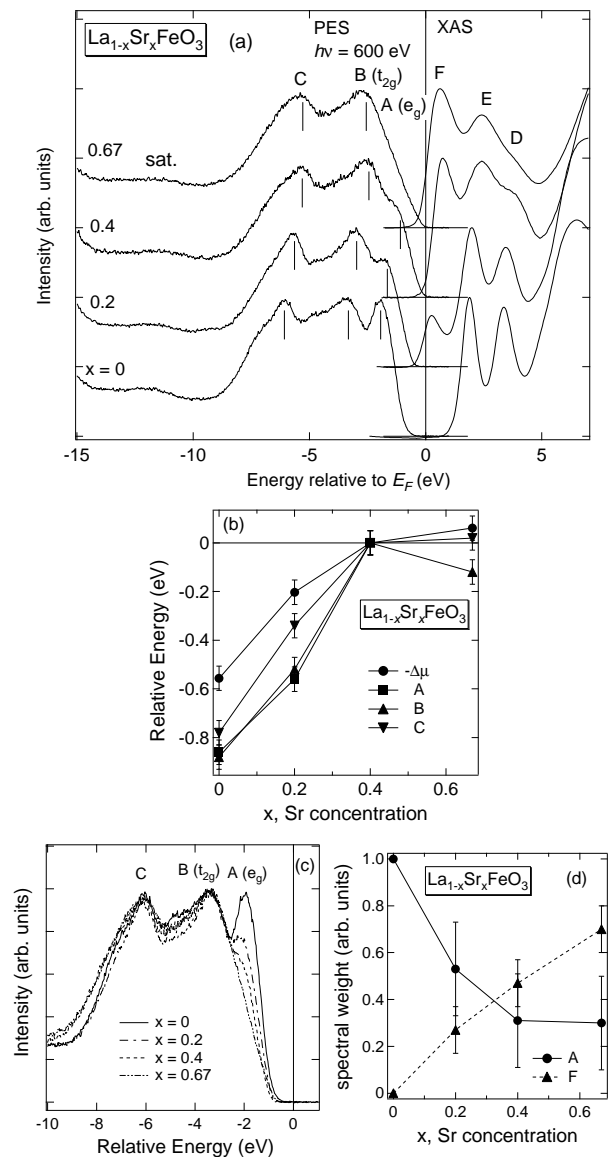 La1-xSrxFeO3
(a)
PES
XAS
hν = 600 eV
C
B (t2g)
A (eg)
F
E
D
0.67
sat.
0.4
0.2
x = 0
Intensity (arb. units)
-15
-10
-5
0
5
Energy relative to EF (eV)
(b)
0
-0.2
-0.4
-0.6
-0.8
Relative Energy (eV)
La1-xSrxFeO3
-Δμ
A
B
C
0
0.2
0.4
0.6
x, Sr concentration
C
B (t2g)
A (eg)
(c)
Intensity (arb. units)
x = 0
x = 0.2
x = 0.4
x = 0.67
-10
-8
-6
-4
-2
0
Relative Energy (eV)
La1-xSrxFeO3
(d)
1.0
0.8
0.6
0.4
0.2
0.0
spectral weight (arb. units)
A
F
0.0
0.2
0.4
0.6
x, Sr concentration